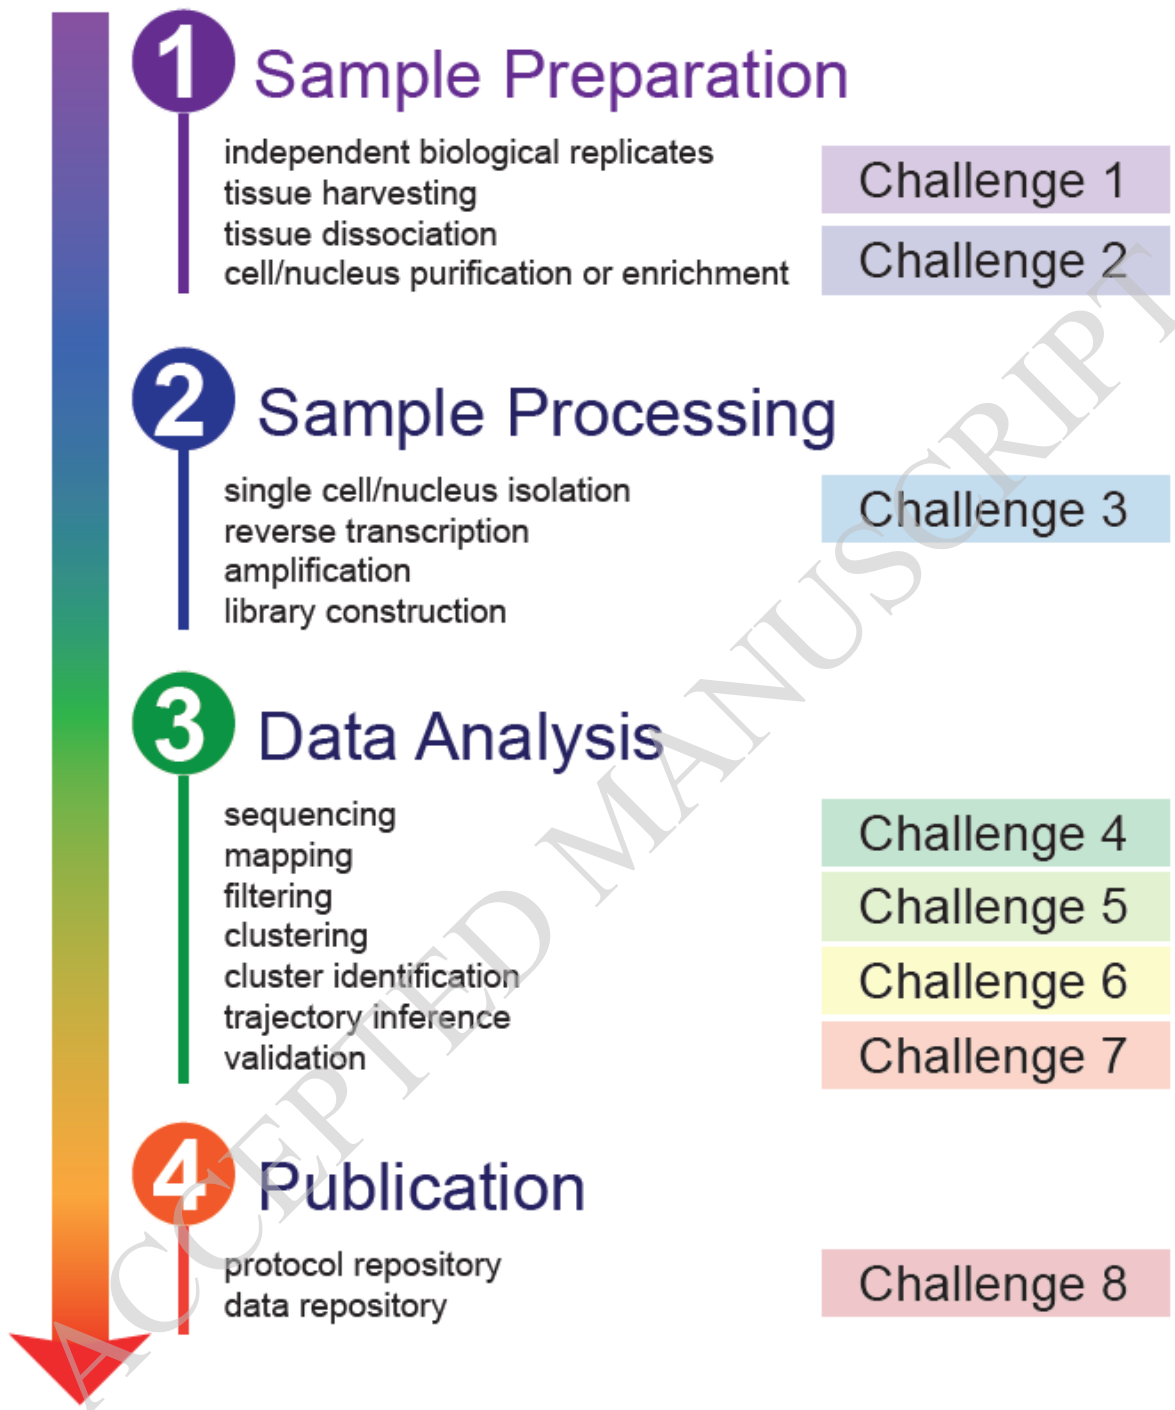 1 Sample Preparation
independent biological replicates
tissue harvesting
tissue dissociation
cell/nucleus purification or enrichment
Challenge 1
Challenge 2
2 Sample Processing
single cell/nucleus isolation
reverse transcription
amplification
library construction
Challenge 3
3 Data Analysis
sequencing
mapping
filtering
clustering
cluster identification
trajectory inference
validation
Challenge 4
Challenge 5
Challenge 6
Challenge 7
4 Publication
protocol repository
data repository
Challenge 8
ACCEPTED MANUSCRIPT